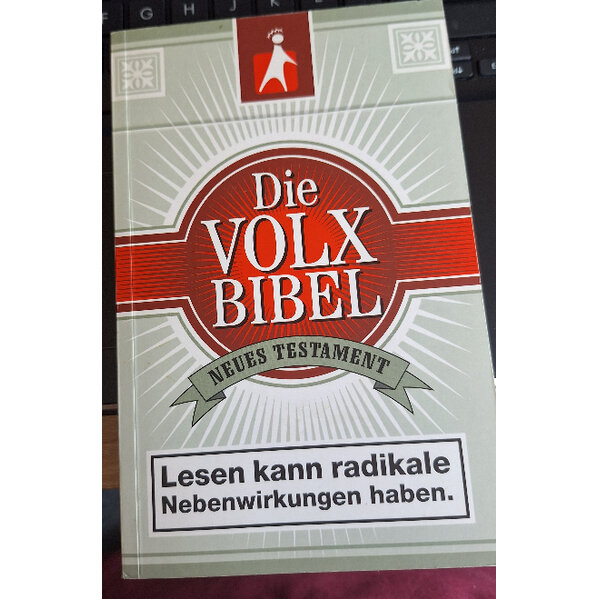 F G H J K L
Die
VOLX
BIBEL
NEUES TESTAMENT
Lesen kann radikale
Nebenwirkungen haben.